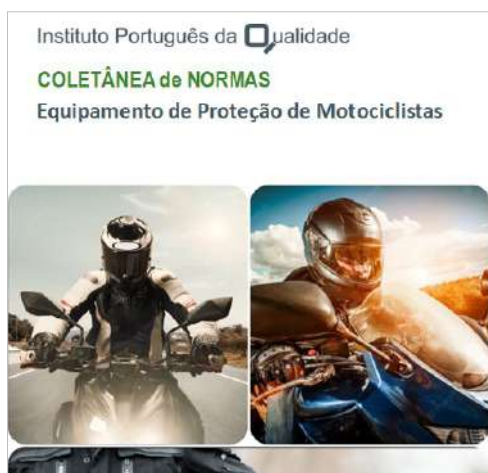 Instituto Português da Qualidade
COLETÂNEA de NORMAS
Equipamento de Proteção de Motociclistas